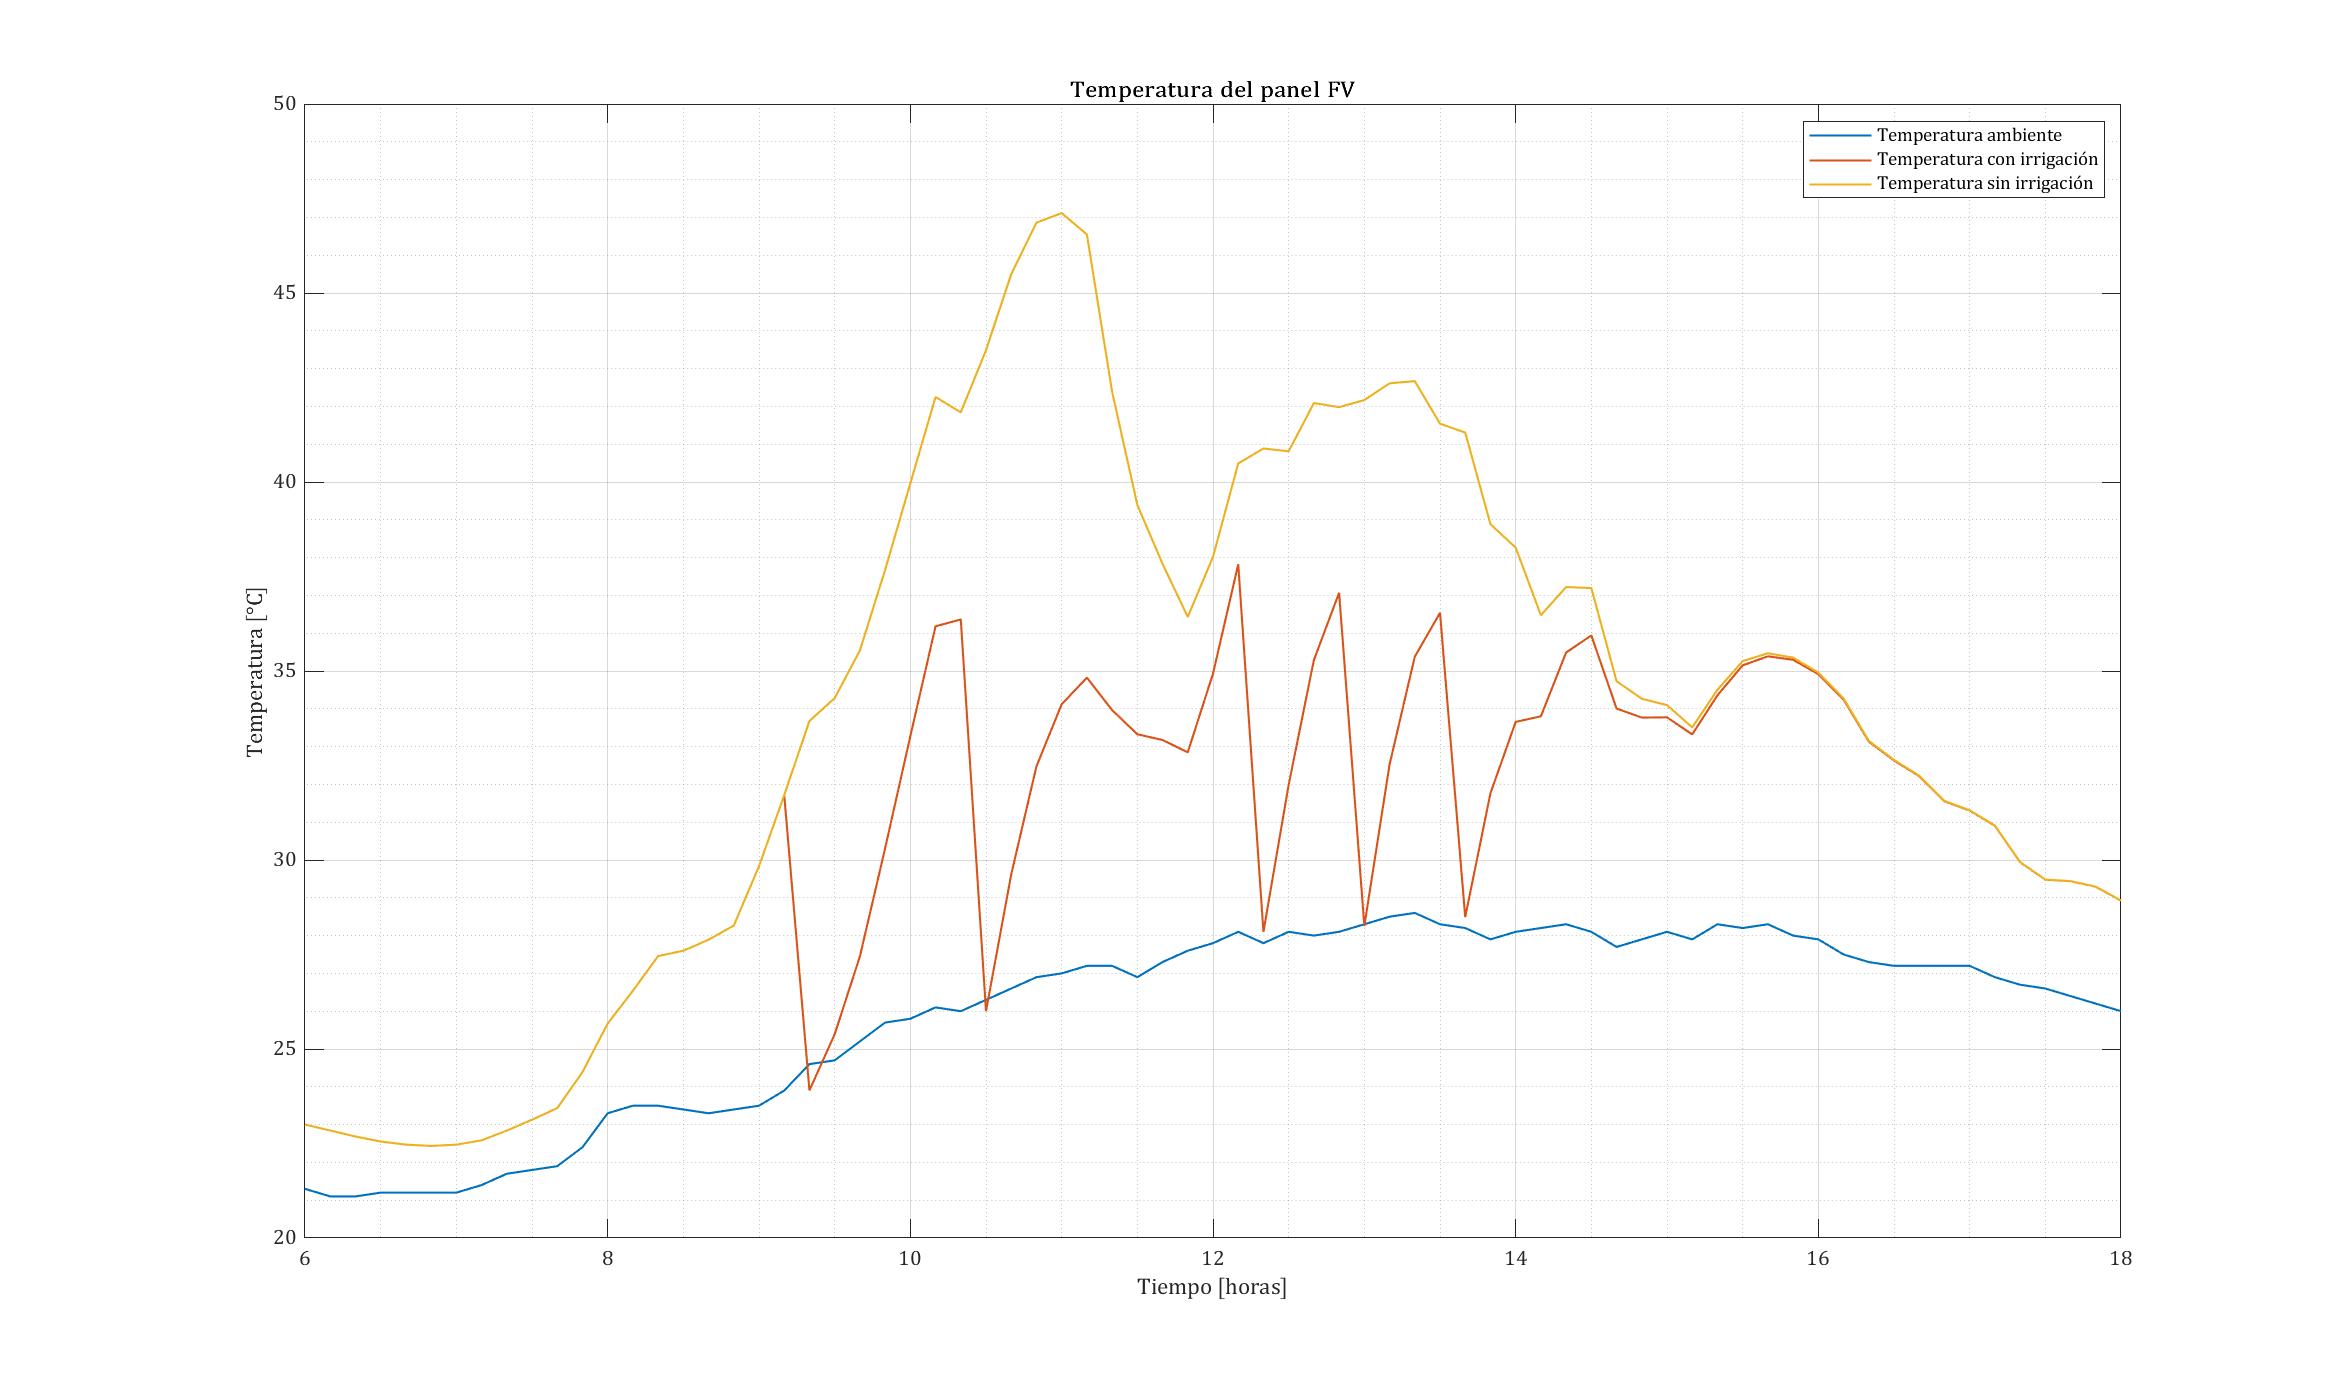 Temperatura del panel FV
50
45
40
35
30
25
20
Temperatura [°C]
Temperatura ambiente
Temperatura con irrigación
Temperatura sin irrigación
6 8 10 12 14 16 18
Tiempo [horas]